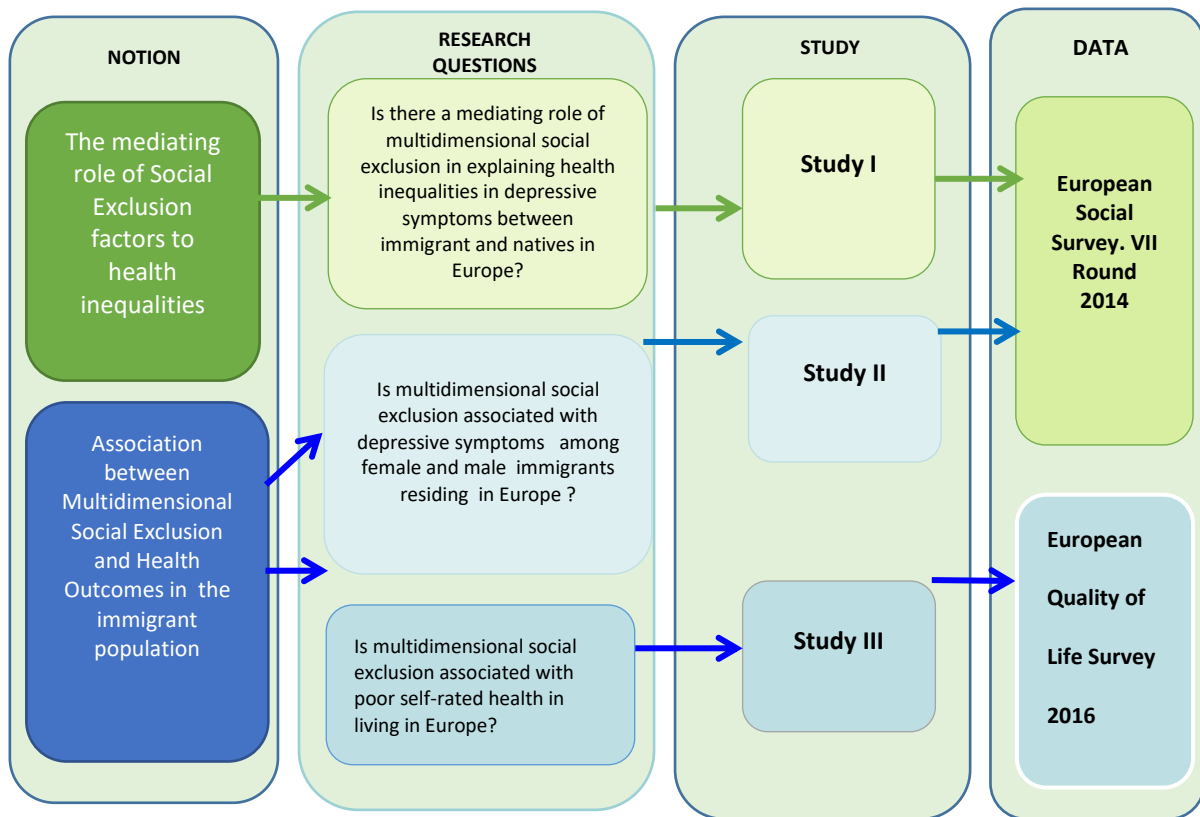 NOTION
The mediating
role of Social
Exclusion
factors to
health
inequalities
Association
between
Multidimensional
Social Exclusion
and Health
Outcomes in the
immigrant
population
RESEARCH
QUESTIONS
Is there a mediating role of
multidimensional social
exclusion in explaining health
inequalities in depressive
symptoms between
immigrant and natives in
Europe?
Is multidimensional social
exclusion associated with
depressive symptoms among
female and male immigrants
residing in Europe ?
Is multidimensional social
exclusion associated with
poor self-rated health in
living in Europe?
STUDY
Study I
Study II
Study III
DATA
European
Social
Survey. VII
Round
2014
European
Quality of
Life Survey
2016